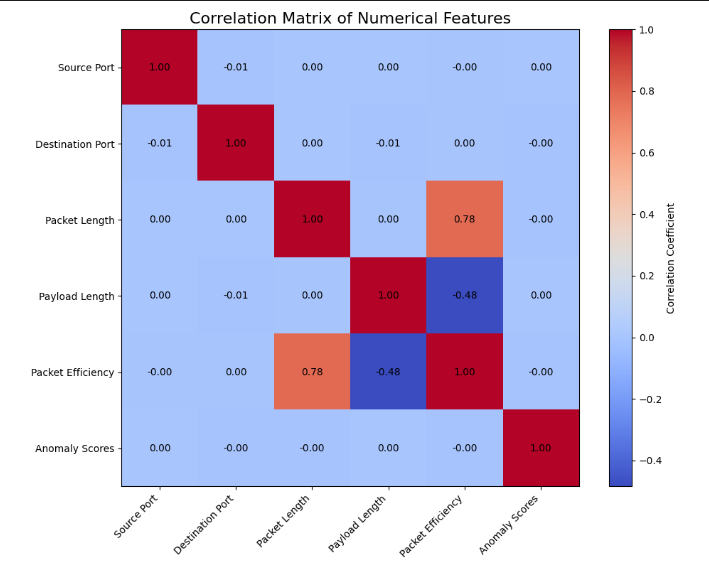 Correlation Matrix of Numerical Features
Source Port 1.00 -0.01 0.00 0.00 -0.00 0.00
Destination Port -0.01 1.00 0.00 -0.01 0.00 -0.00
Packet Length 0.00 0.00 1.00 0.00 0.78 -0.00
Payload Length 0.00 -0.01 0.00 1.00 -0.48 0.00
Packet Efficiency -0.00 0.00 0.78 -0.48 1.00 -0.00
Anomaly Scores 0.00 -0.00 -0.00 0.00 -0.00 1.00
Source Port
Destination Port
Packet Length
Payload Length
Packet Efficiency
Anomaly Scores
1.0
0.8
0.6
0.4
0.2
0.0
−0.2
−0.4
Correlation Coefficient